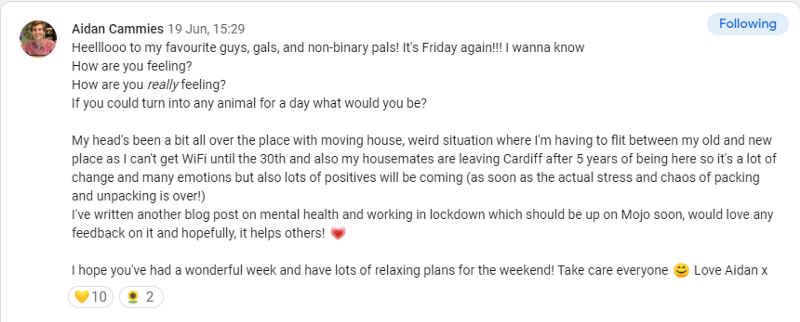 Aidan Cammies 19 Jun, 15:29
Following
Heelllooo to my favourite guys, gals, and non-binary pals! It's Friday again!!! I wanna know
How are you feeling?
How are you really feeling?
If you could turn into any animal for a day what would you be?
My head's been a bit all over the place with moving house, weird situation where I'm having to flit between my old and new
place as I can't get WiFi until the 30th and also my housemates are leaving Cardiff after 5 years of being here so it's a lot of
change and many emotions but also lots of positives will be coming (as soon as the actual stress and chaos of packing
and unpacking is over!)
I've written another blog post on mental health and working in lockdown which should be up on Mojo soon, would love any
feedback on it and hopefully, it helps others! 💗
I hope you've had a wonderful week and have lots of relaxing plans for the weekend! Take care everyone 😊 Love Aidan x
💛 10 🌻 2